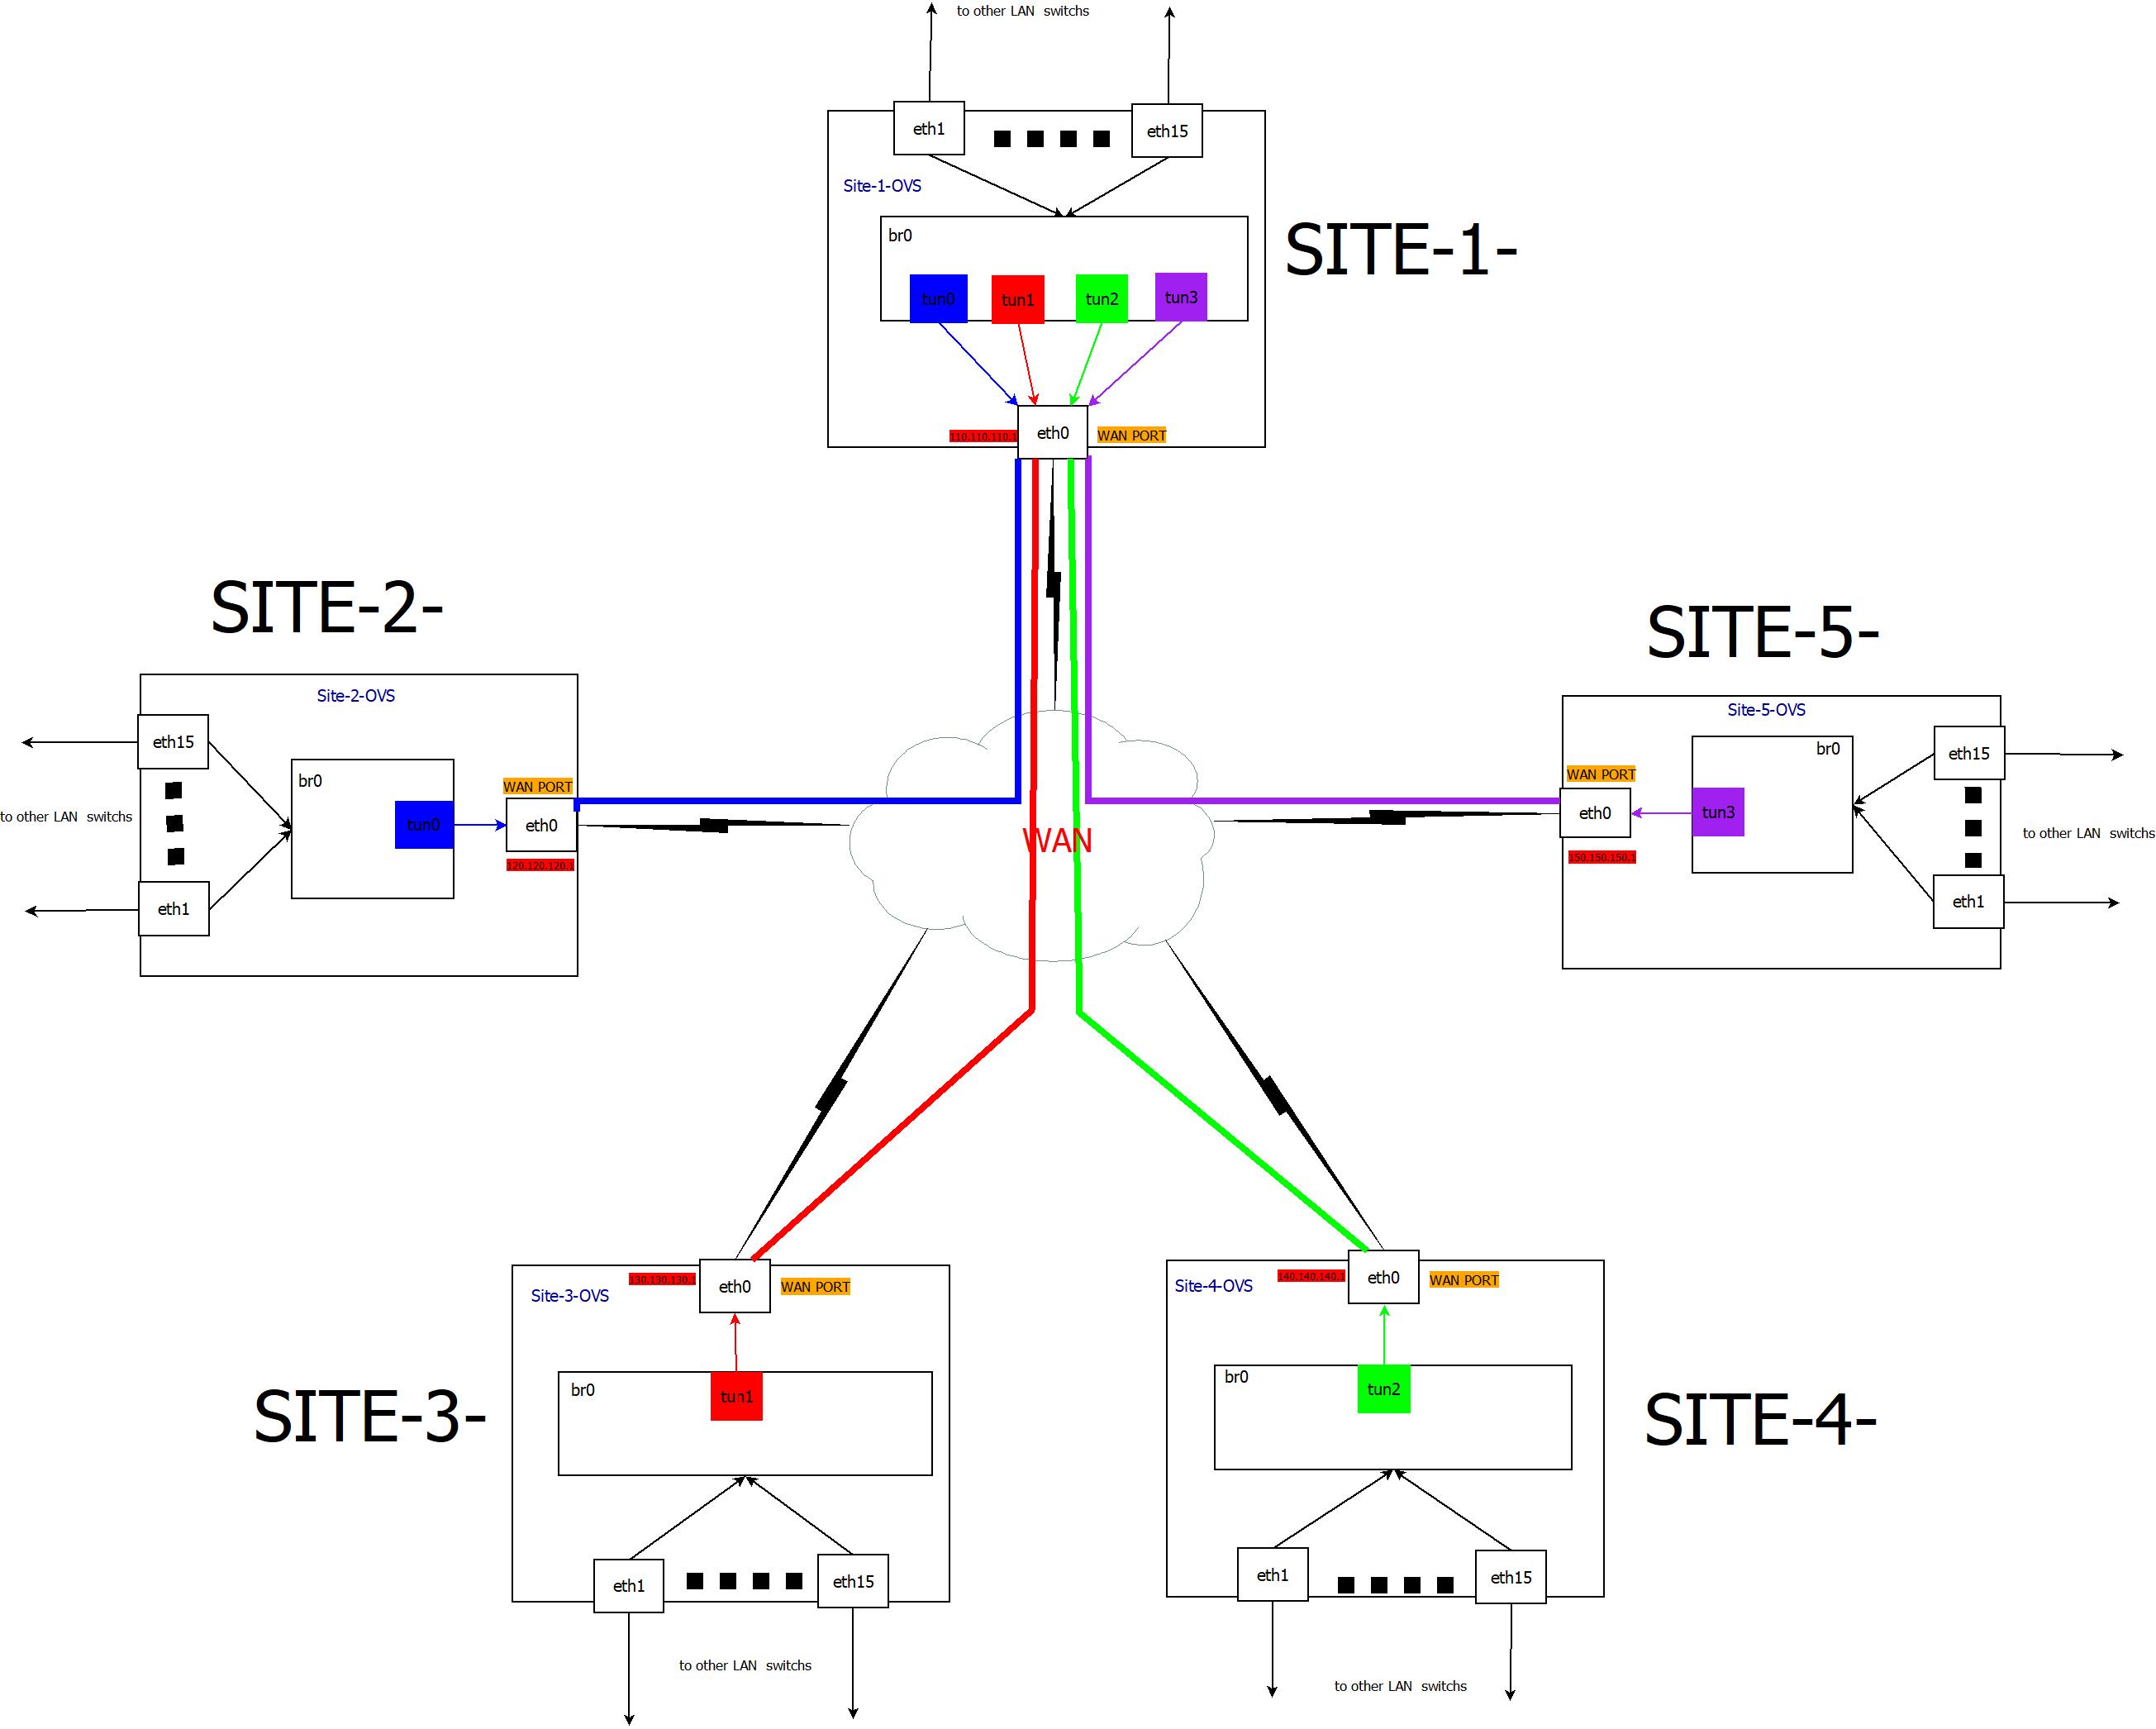 to other LAN  switchs
eth1
eth15
Site-1-OVS
br0
SITE-1-
tun0
tun1
tun2
tun3
110.110.110.1
eth0
WAN PORT
SITE-2-
Site-2-OVS
eth15
br0
WAN PORT
to other LAN  switchs
tun0
eth0
120.120.120.1
eth1
WAN
SITE-5-
Site-5-OVS
br0
eth15
WAN PORT
eth0
tun3
to other LAN  switchs
150.150.150.1
eth1
130.130.130.1
eth0
WAN PORT
Site-3-OVS
br0
tun1
SITE-3-
eth1
eth15
to other LAN  switchs
140.140.140.1
eth0
WAN PORT
Site-4-OVS
br0
tun2
SITE-4-
eth1
eth15
to other LAN  switchs